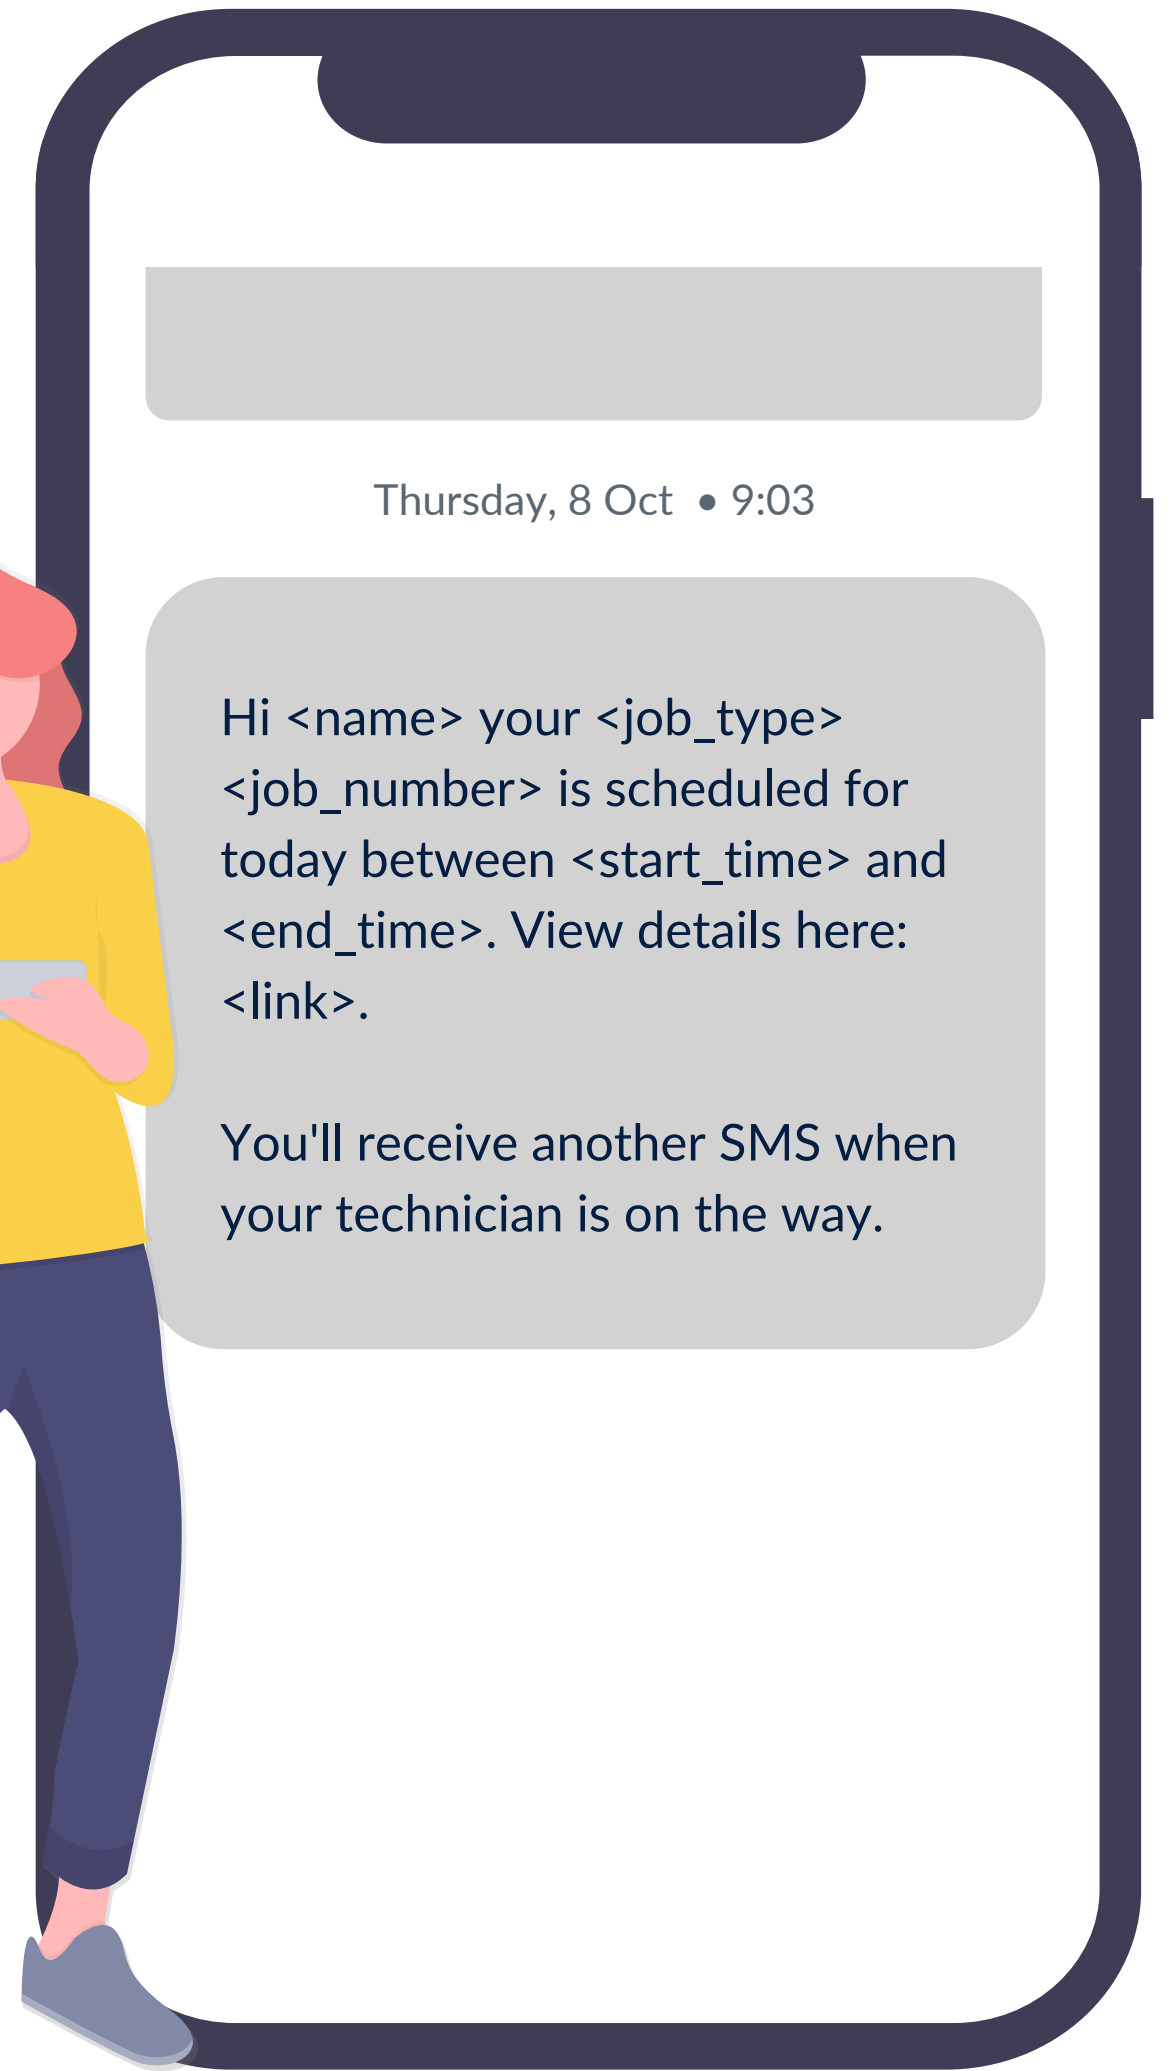 Thursday, 8 Oct • 9:03
Hi <name> your <job_type>
<job_number> is scheduled for
today between <start_time> and
<end_time>. View details here:
<link>.
You'll receive another SMS when
your technician is on the way.